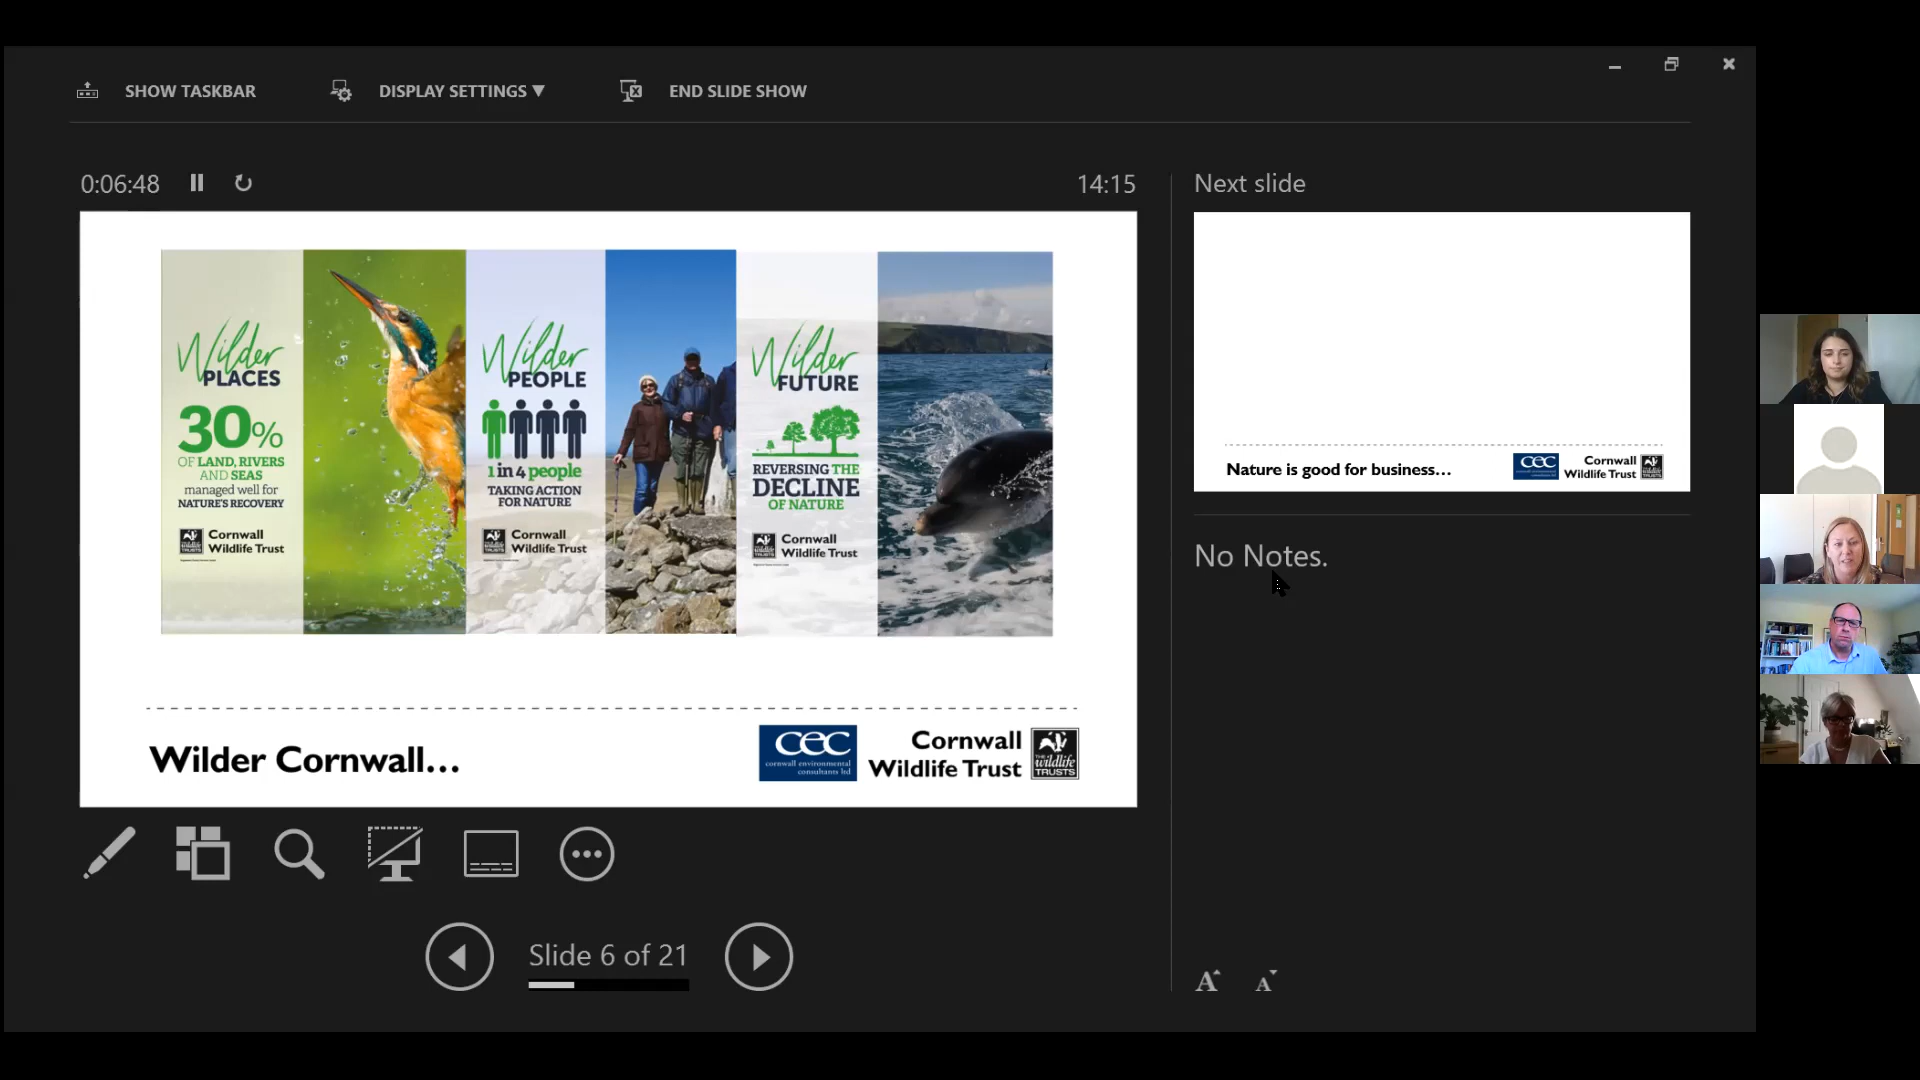 SHOW TASKBAR
DISPLAY SETTINGS ▼
END SLIDE SHOW
0:06:48
14:15
Wilder
PLACES
30%
OF LAND, RIVERS
AND SEAS
managed well for
NATURE'S RECOVERY
Cornwall
Wildlife Trust
Wilder
PEOPLE
1 in 4 people
TAKING ACTION
FOR NATURE
Cornwall
Wildlife Trust
Wilder
FUTURE
REVERSING THE
DECLINE
OF NATURE
Cornwall
Wildlife Trust
Wilder Cornwall...
cec
cornwall environmental
consultants ltd
Cornwall
Wildlife Trust
THE
wildlife
TRUSTS
Slide 6 of 21
Next slide
Nature is good for business...
cec
Cornwall
Wildlife Trust
No Notes.
A
A